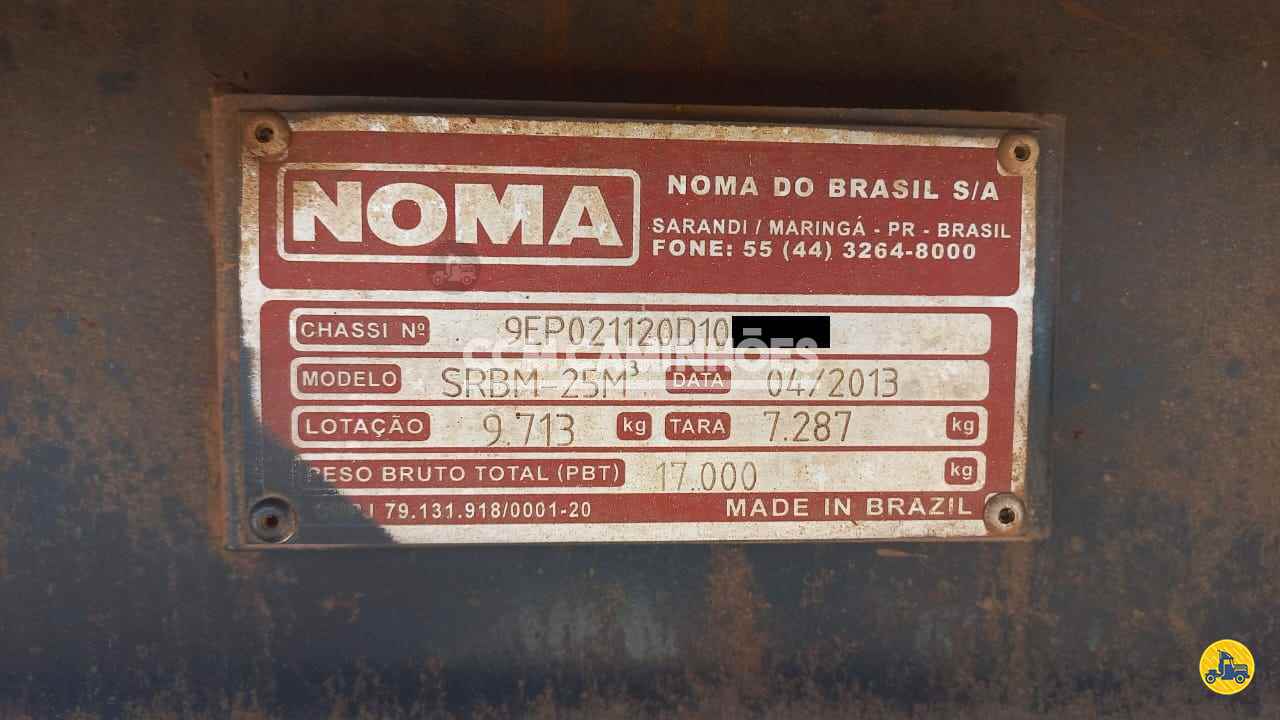 NOMA
NOMA DO BRASIL S/A
SARANDI / MARINGÁ - PR - BRASIL
FONE: 55 (44) 3264-8000
CHASSI Nº 9EP021120D10
CCM CAMINHÕES
MODELO SRBM-25M³ DATA 04/2013
LOTAÇÃO 9.713 kg TARA 7.287 kg
PESO BRUTO TOTAL (PBT) 17.000 kg
79.131.918/0001-20 MADE IN BRAZIL